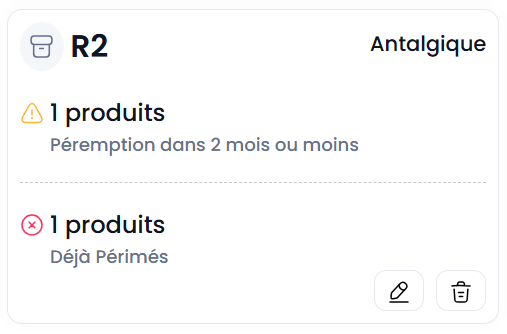 R2
Antalgique
1 produits
Péremption dans 2 mois ou moins
1 produits
Déjà Périmés